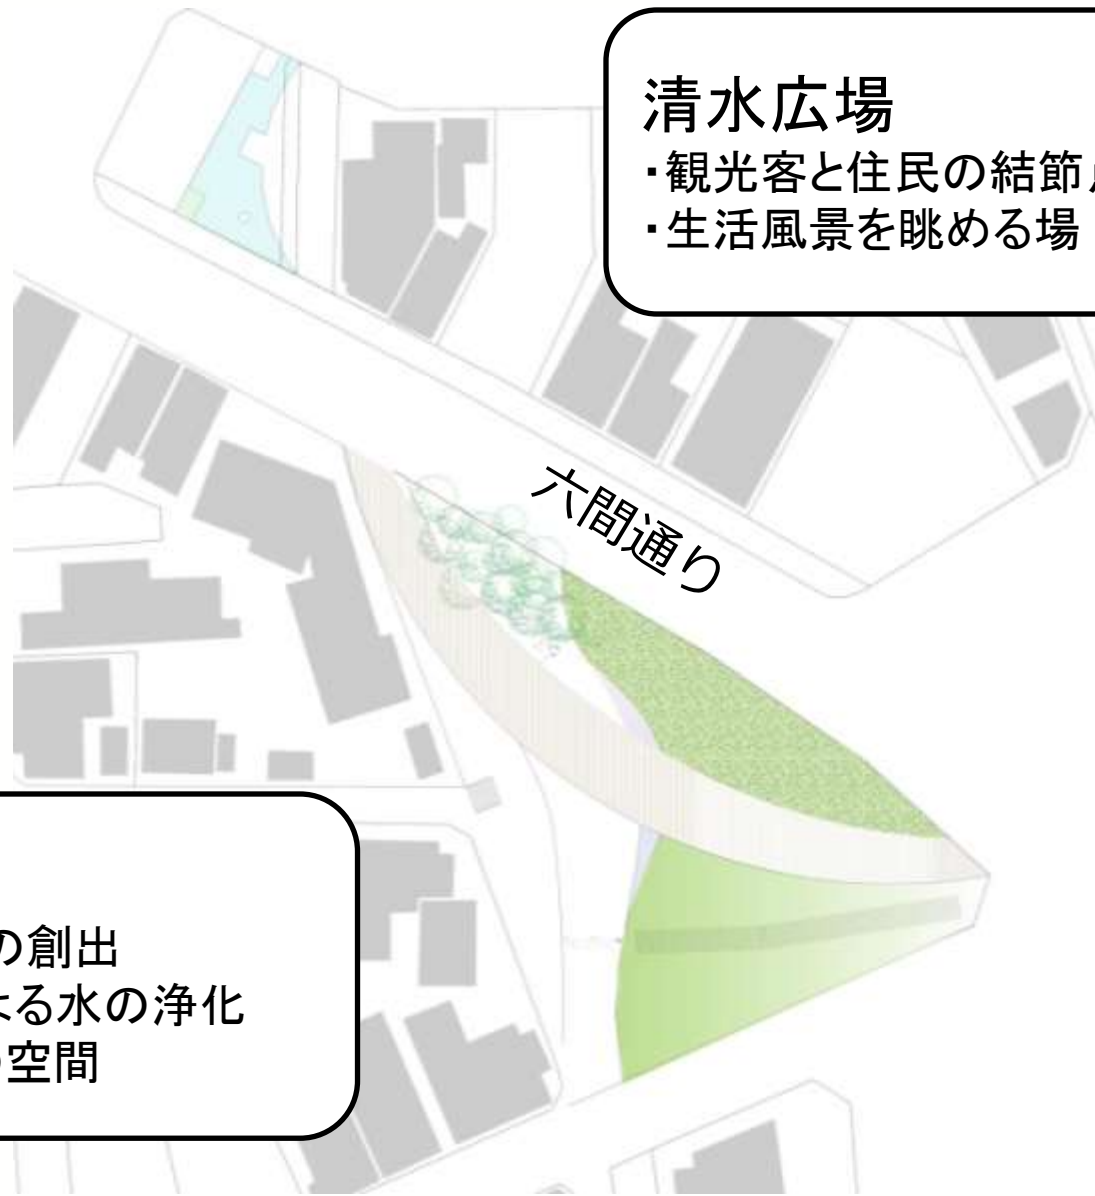 清水広場
・観光客と住民の結節
・生活風景を眺める場
六間通り
の創出
よる水の浄化
空間